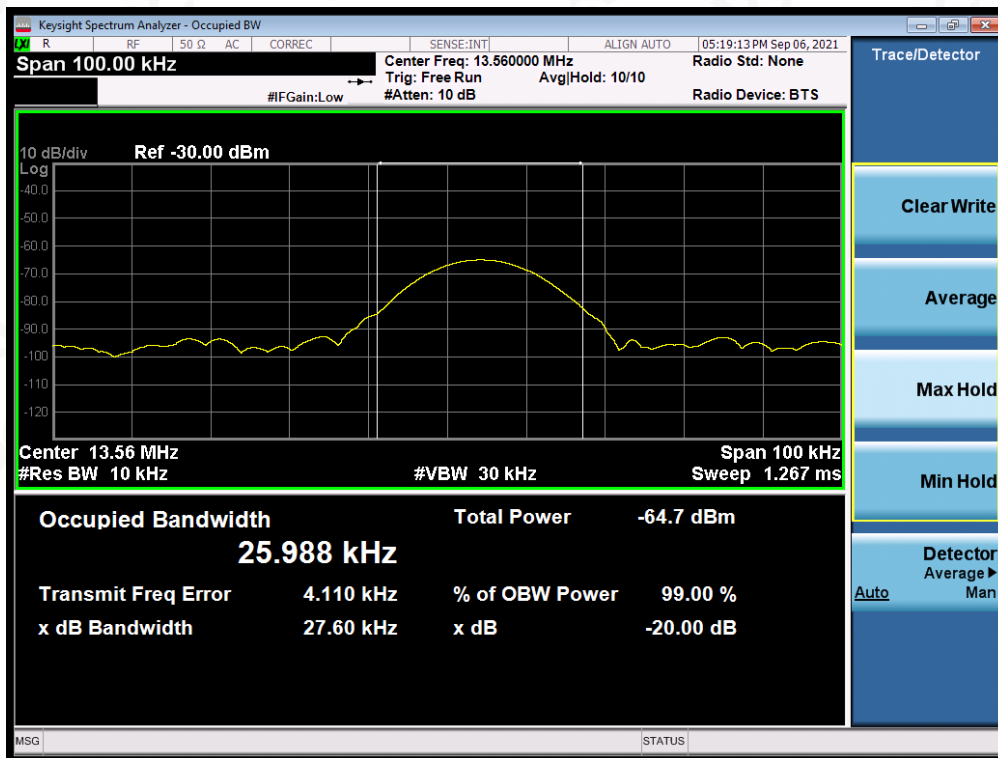 Keysight Spectrum Analyzer - Occupied BW
LXI R RF 50 Ω AC CORREC SENSE:INT ALIGN AUTO 05:19:13 PM Sep 06, 2021
Span 100.00 kHz
Center Freq: 13.560000 MHz
Radio Std: None
Trig: Free Run Avg|Hold: 10/10
#IFGain:Low
#Atten: 10 dB
Radio Device: BTS
10 dB/div Ref -30.00 dBm
Log
-40.0
-50.0
-60.0
-70.0
-80.0
-90.0
-100
-110
-120
Center 13.56 MHz Span 100 kHz
#Res BW 10 kHz #VBW 30 kHz Sweep 1.267 ms
Occupied Bandwidth Total Power -64.7 dBm
25.988 kHz
Transmit Freq Error 4.110 kHz % of OBW Power 99.00 %
x dB Bandwidth 27.60 kHz x dB -20.00 dB
MSG STATUS
Trace/Detector
Clear Write
Average
Max Hold
Min Hold
Detector
Average▶
Auto Man